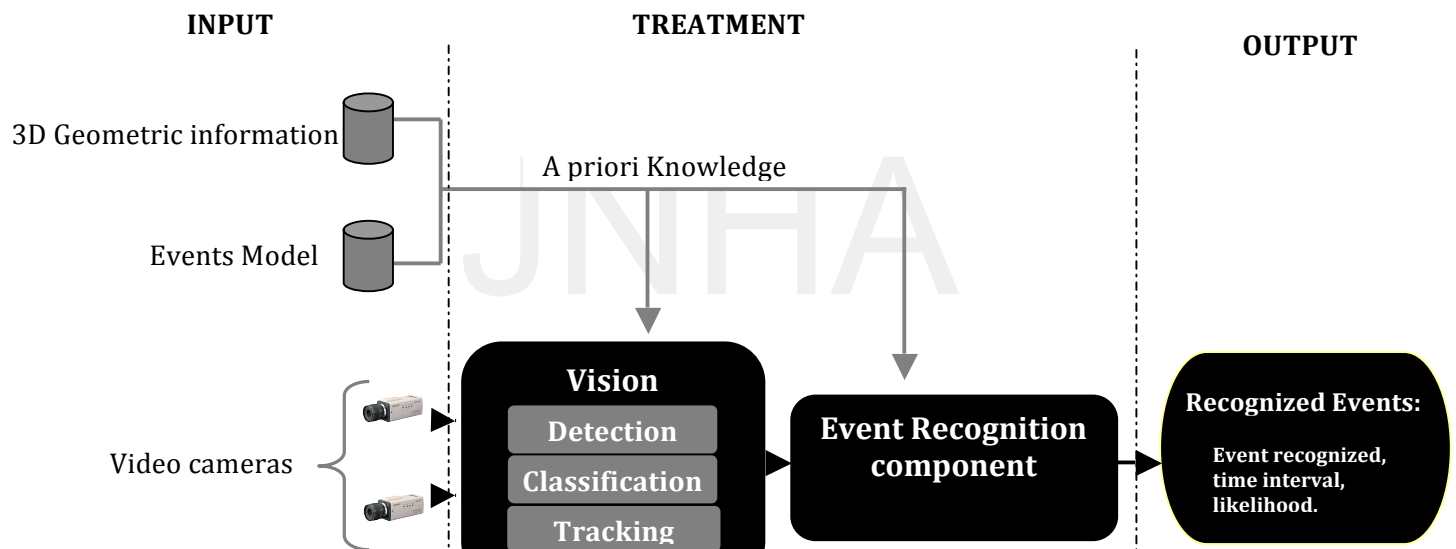 INPUT
TREATMENT
OUTPUT
3D Geometric information
A priori Knowledge
JNHA
Events Model
Vision
Detection
Classification
Tracking
Video cameras
Event Recognition
component
Recognized Events:
Event recognized,
time interval,
likelihood.